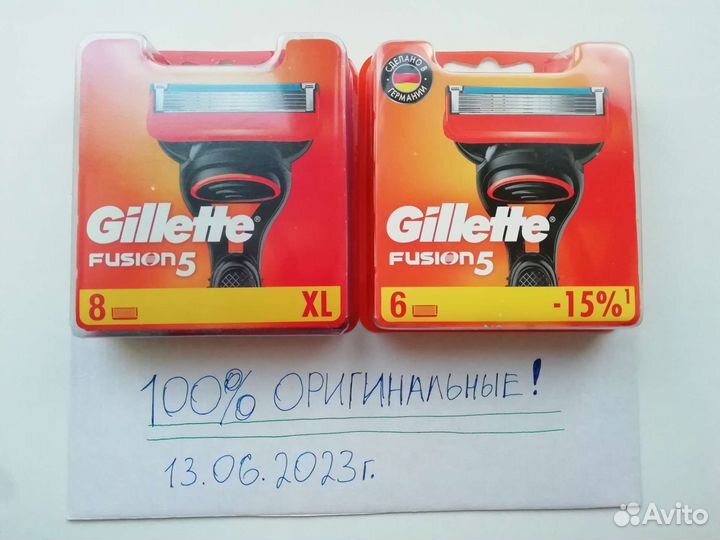 Gillette®
FUSION5
8 XL
СДЕЛАНО В
ГЕРМАНИИ
Gillette®
FUSION5
6 -15%¹
100% ОРИГИНАЛЬНЫЕ!
13.06.2023г.
Avito